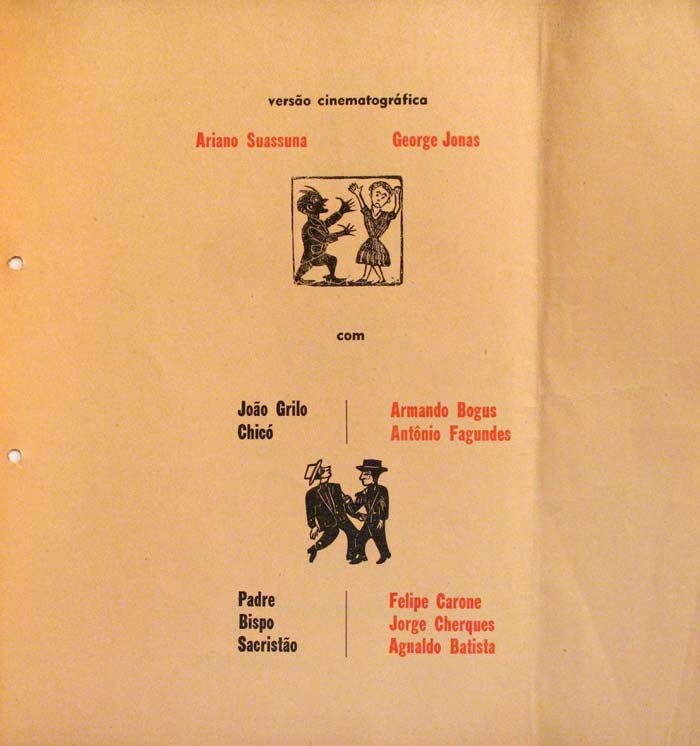 versão cinematográfica
Ariano Suassuna George Jonas
com
João Grilo Armando Bogus
Chicó Antônio Fagundes
Padre Felipe Carone
Bispo Jorge Cherques
Sacristão Agnaldo Batista